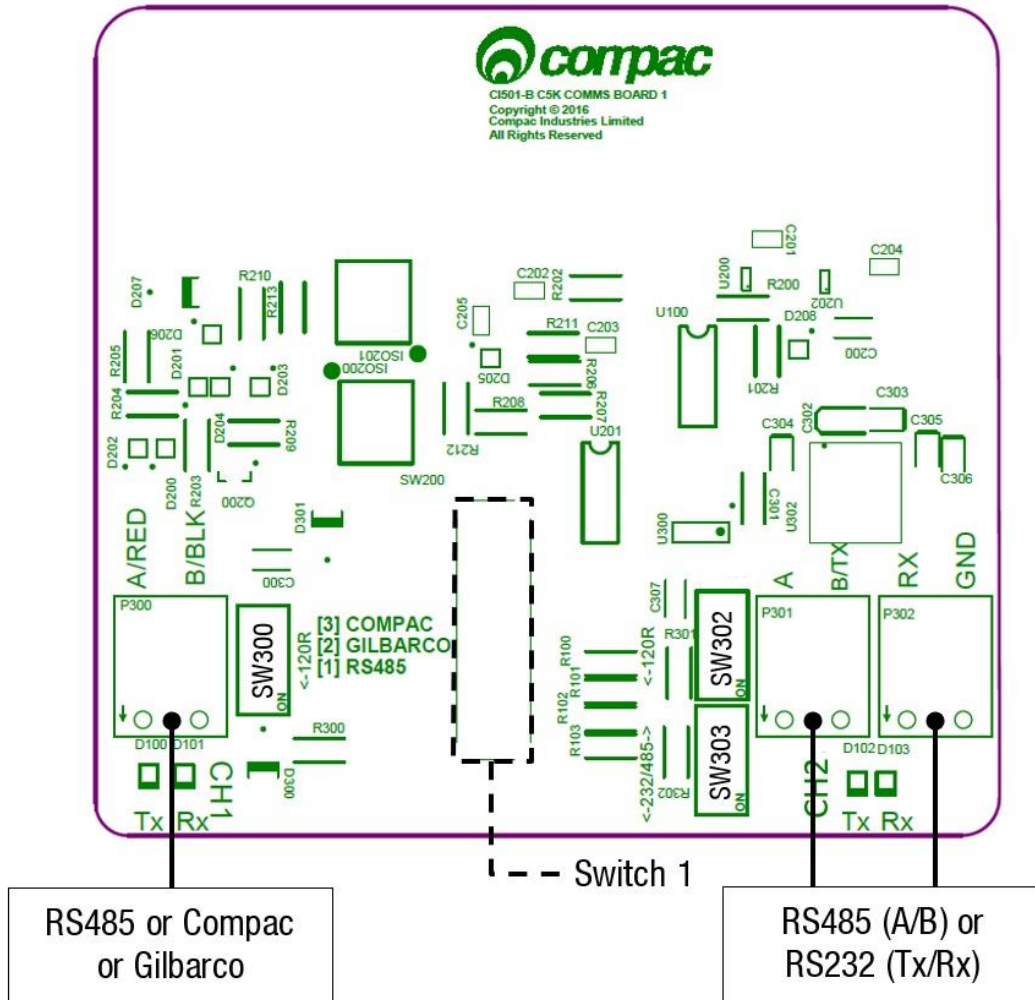 compac
CI501-B C5K COMMS BOARD 1
Copyright © 2016
Compac Industries Limited
All Rights Reserved
C201
C204
D207
R210
R213
C202
R202
U200
R200
U202
D206
C205
U100
D208
R205
D201
ISO201
R211
C203
C200
ISO200
D203
D205
R206
R201
R204
R208
R207
C302
C303
D204
R209
R212
U201
C304
C305
D202
SW200
C306
D200
R203
Q200
C301
U302
D301
U300
A/RED
B/BLK
C300
A
B/TX
RX
GND
P300
SW300
ON
<-120R
[3] COMPAC
[2] GILBARCO
[1] RS485
C307
R301
R100
R101
R102
R103
<-120R
SW302
ON
P301
P302
D100
D101
R300
D300
<-232/485->
R302
SW303
ON
D102
D103
CH1
CH2
Tx Rx
Tx Rx
Switch 1
RS485 or Compac
or Gilbarco
RS485 (A/B) or
RS232 (Tx/Rx)